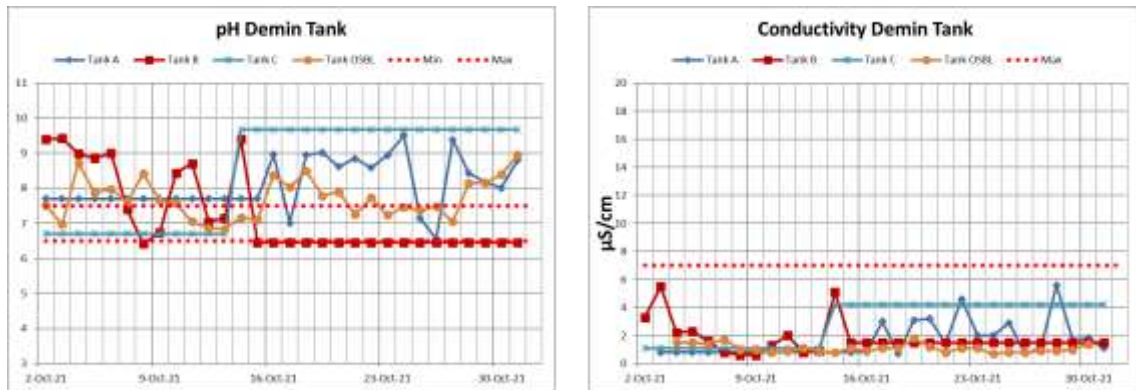 pH Demin Tank
Tank A Tank B Tank C Tank OSBL Min Max
11
10
9
8
7
6
5
4
3
2-Oct-21 9-Oct-21 16-Oct-21 23-Oct-21 30-Oct-21
Conductivity Demin Tank
Tank A Tank B Tank C Tank OSBL Max
µS/cm
20
18
16
14
12
10
8
6
4
2
0
2-Oct-21 9-Oct-21 16-Oct-21 23-Oct-21 30-Oct-21